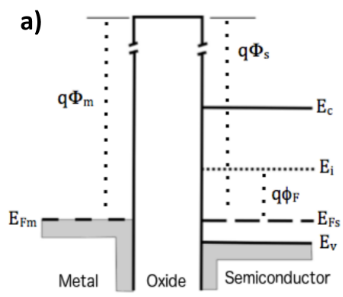 a)
qΦs
qΦm
Ec
Ei
qϕF
EFm
EFs
Ev
Metal Oxide Semiconductor